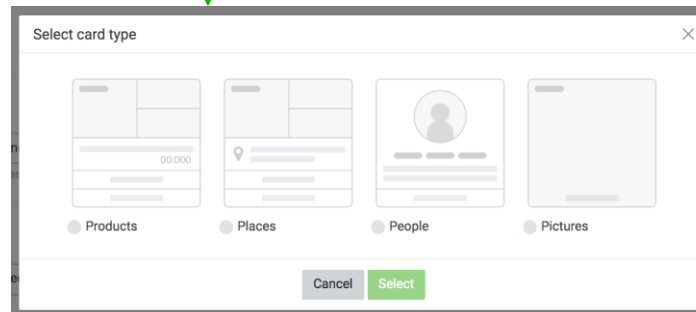 Select card type
00,000
Products
Places
People
Pictures
Cancel
Select